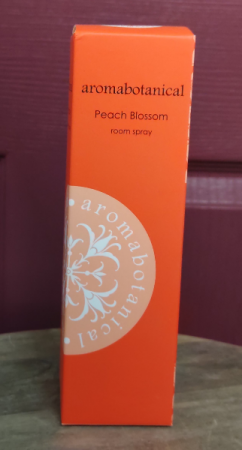 aromabotanical
Peach Blossom
room spray
• aromabotanical •